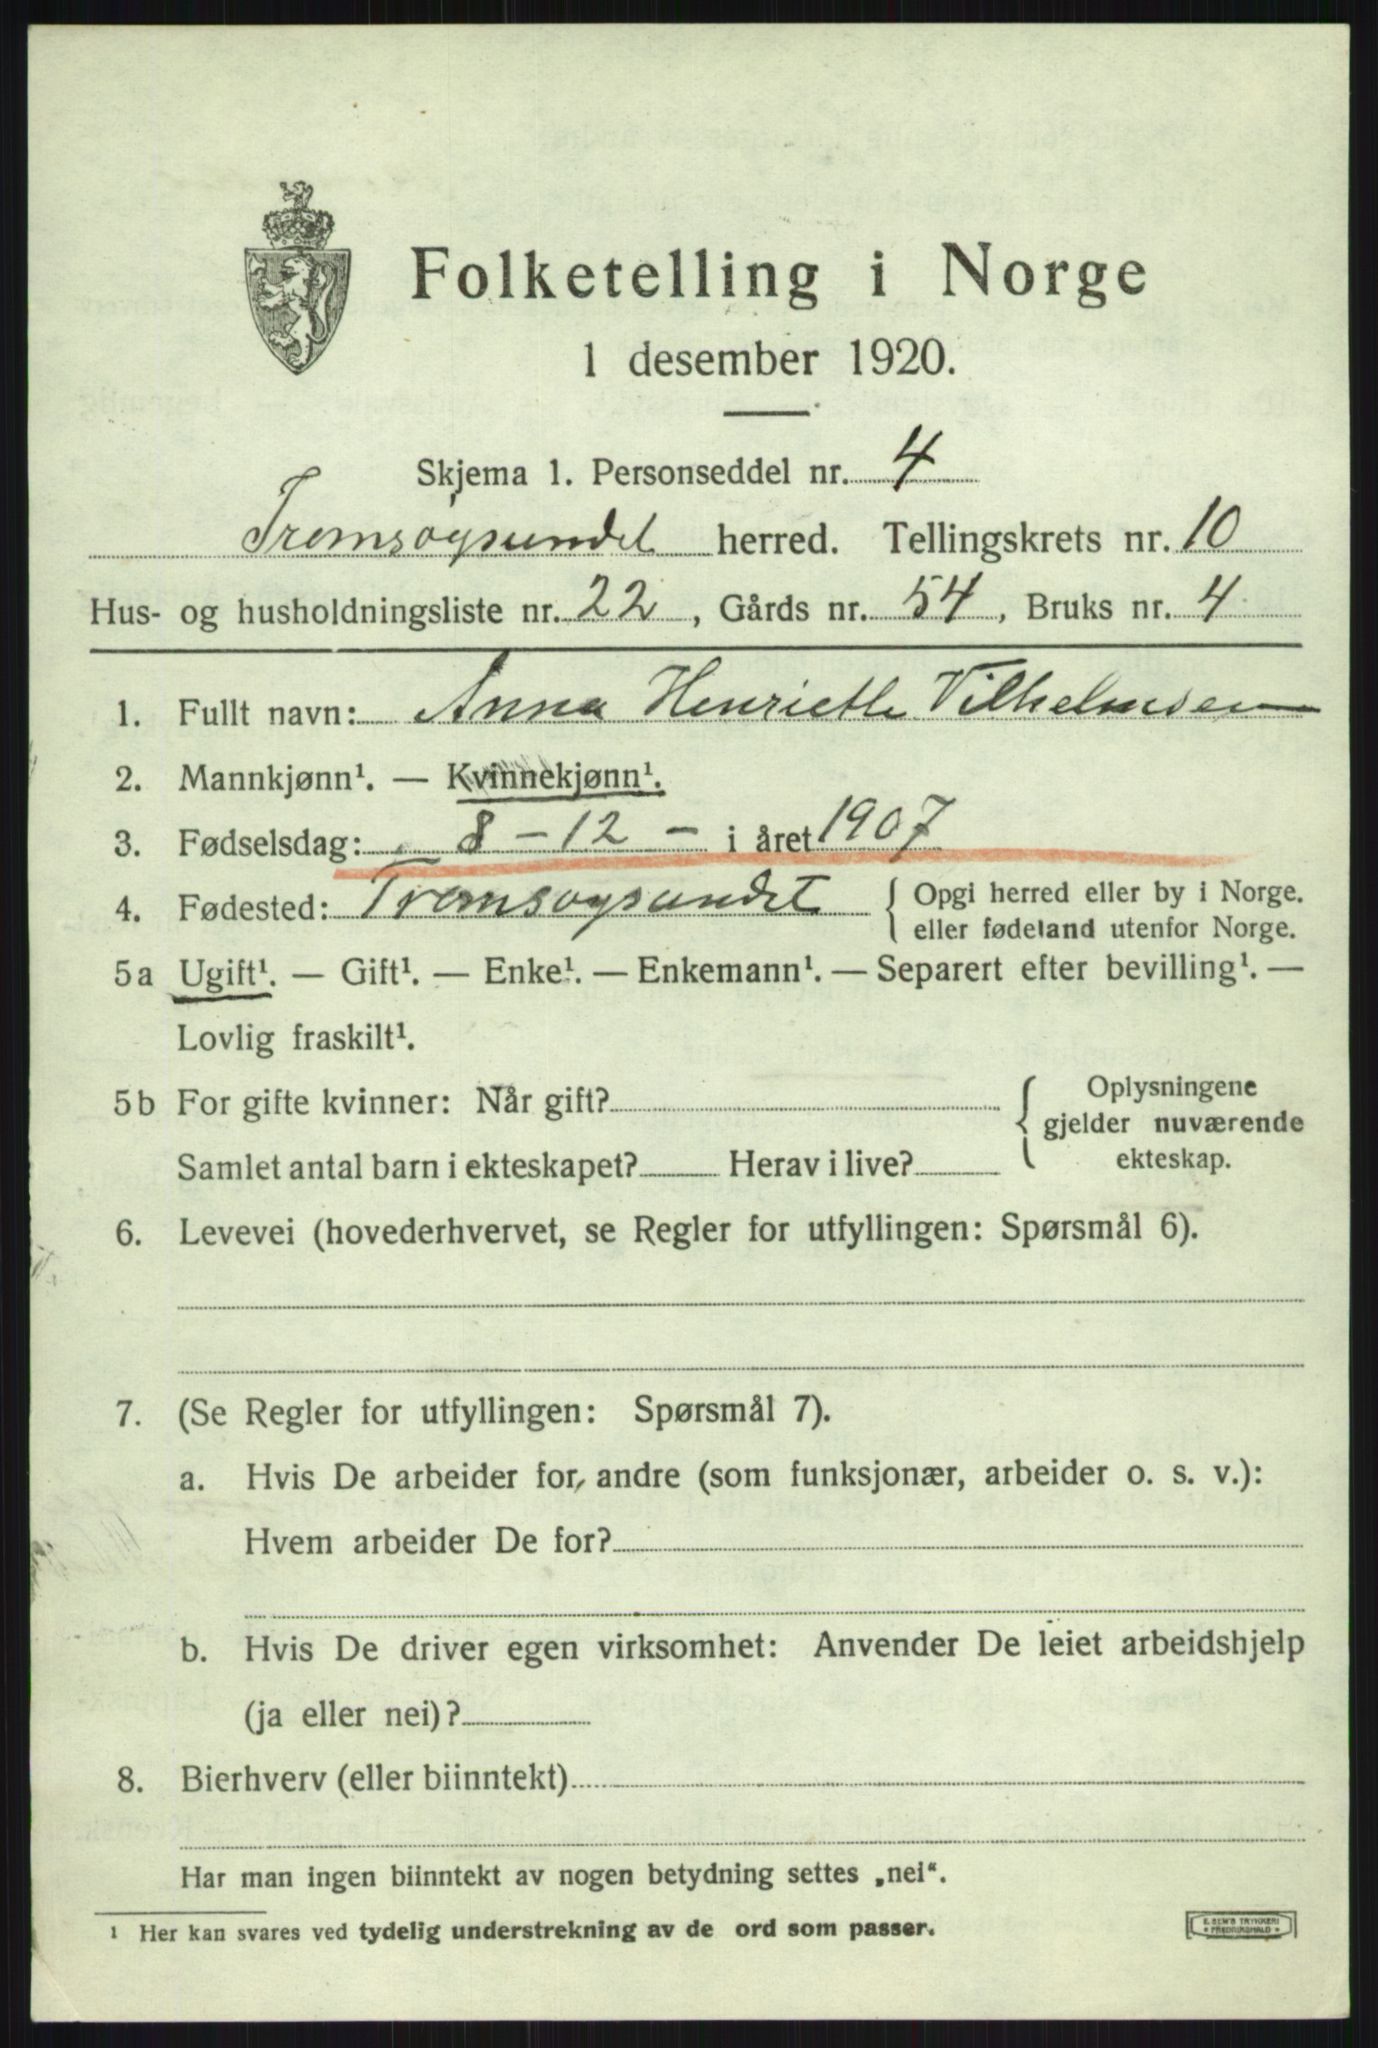 Folketelling i Norge
1 desember 1920.
Skjema 1. Personseddel nr. 4
Tromsøysundet herred. Tellingskrets nr. 10
Hus- og husholdningsliste nr. 22, Gårds nr. 54, Bruks nr. 4
1. Fullt navn: Anna Henriette Vilhelmsen
2. Mannkjønn¹. — Kvinnekjønn¹.
3. Fødselsdag: 8 - 12 - i året 1907
4. Fødested: Tromsøysundet { Opgi herred eller by i Norge.
eller fødeland utenfor Norge.
5a Ugift¹. — Gift¹. — Enke¹. — Enkemann¹. — Separert efter bevilling¹. —
Lovlig fraskilt¹.
5b For gifte kvinner: Når gift? { Oplysningene
gjelder nuværende
Samlet antal barn i ekteskapet? Herav i live? ekteskap.
6. Levevei (hovederhvervet, se Regler for utfyllingen: Spørsmål 6).
7. (Se Regler for utfyllingen: Spørsmål 7).
a. Hvis De arbeider for andre (som funksjonær, arbeider o. s. v.):
Hvem arbeider De for?
b. Hvis De driver egen virksomhet: Anvender De leiet arbeidshjelp
(ja eller nei)?
8. Bierhverv (eller biinntekt)
Har man ingen biinntekt av nogen betydning settes „nei“.
¹ Her kan svares ved tydelig understrekning av de ord som passer.
E. SEM'S TRYKKERI
FREDRIKSHALD